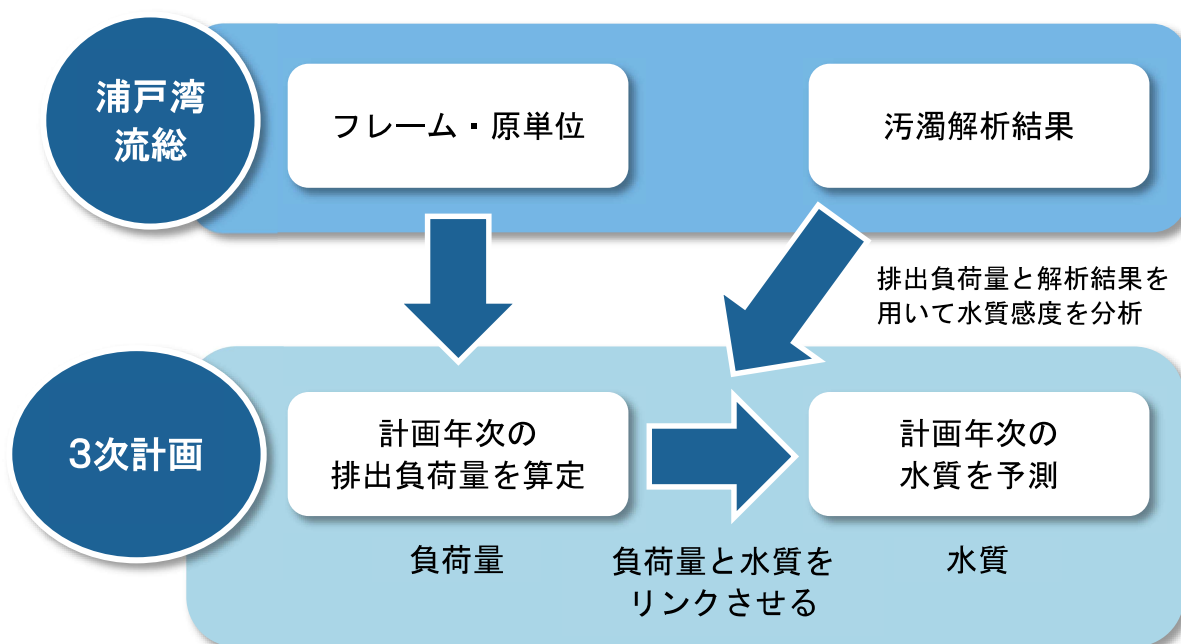 浦戸湾
流総
フレーム・原単位
汚濁解析結果
排出負荷量と解析結果を
用いて水質感度を分析
3次計画
計画年次の
排出負荷量を算定
計画年次の
水質を予測
負荷量
負荷量と水質を
リンクさせる
水質